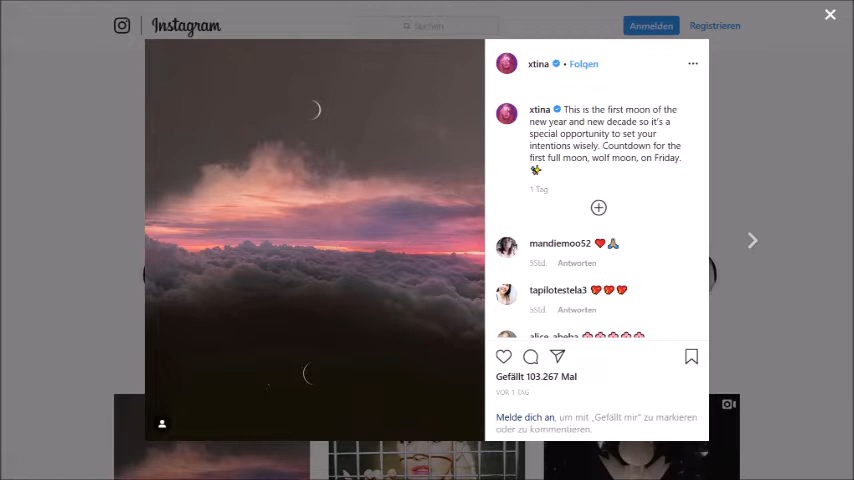 Instagram
Suchen
Anmelden
Registrieren
xtina • Folgen
xtina This is the first moon of the
new year and new decade so it's a
special opportunity to set your
intentions wisely. Countdown for the
first full moon, wolf moon, on Friday.
1 Tag
mandiemoo52
5Std. Antworten
tapilotestela3
5Std. Antworten
Gefällt 103.267 Mal
VOR 1 TAG
Melde dich an, um mit „Gefällt mir“ zu markieren
oder zu kommentieren.